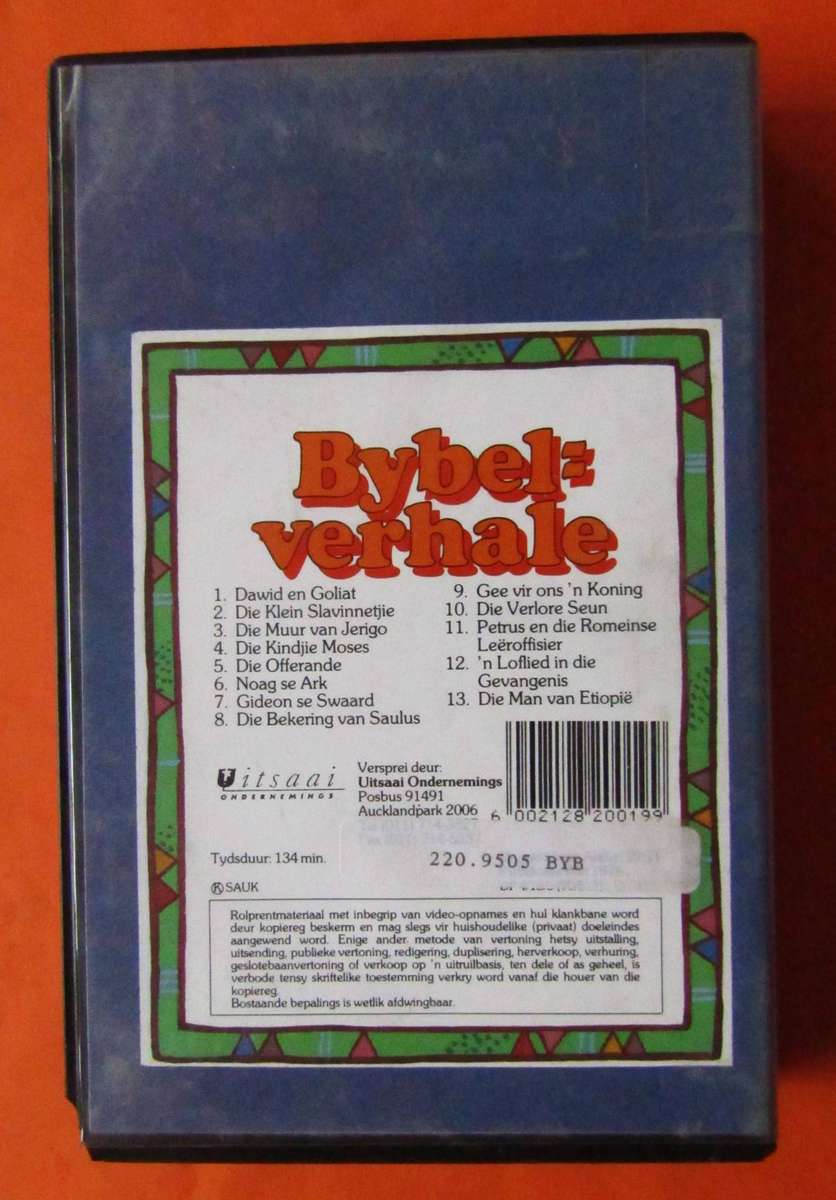 Bybel=
verhale
1. Dawid en Goliat
2. Die Klein Slavinnetjie
3. Die Muur van Jerigo
4. Die Kindjie Moses
5. Die Offerande
6. Noag se Ark
7. Gideon se Swaard
8. Die Bekering van Saulus
9. Gee vir ons 'n Koning
10. Die Verlore Seun
11. Petrus en die Romeinse
Leëroffisier
12. 'n Loflied in die
Gevangenis
13. Die Man van Etiopië
Uitsaai
ONDERNEMINGS
Versprei deur:
Uitsaai Ondernemings
Posbus 91491
Aucklandpark 2006
6 002128 200199
Tydsduur: 134 min.
220.9505 BYB
SAUK
Rolprentmateriaal met inbegrip van video-opnames en hul klankbane word
deur kopiereg beskerm en mag slegs vir huishoudelike (privaat) doeleindes
aangewend word. Enige ander metode van vertoning hetsy uitstalling,
uitsending, publieke vertoning, redigering, duplisering, herverkoop, verhuring,
geslotebaanvertoning of verkoop op 'n uitruilbasis, ten dele of as geheel, is
verbode tensy skriftelike toestemming verkry word vanaf die houer van die
kopiereg.
Bostaande bepalings is wetlik afdwingbaar.